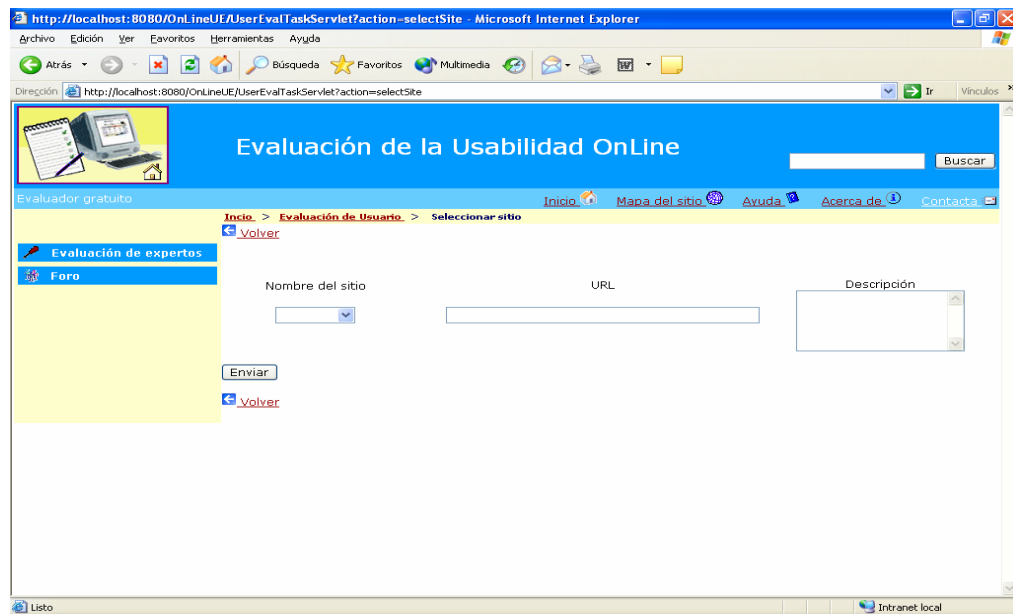 http://localhost:8080/OnLineUE/UserEvalTaskServlet?action=selectSite - Microsoft Internet Explorer
Archivo Edición Ver Favoritos Herramientas Ayuda
Atrás Búsqueda Favoritos Multimedia
Dirección http://localhost:8080/OnLineUE/UserEvalTaskServlet?action=selectSite Ir Vínculos »
Evaluación de la Usabilidad OnLine
Buscar
Evaluador gratuito
Inicio Mapa del sitio Ayuda Acerca de Contacta
Incio > Evaluación de Usuario > Seleccionar sitio
Volver
Evaluación de expertos
Foro
Nombre del sitio URL Descripción
Enviar
Volver
Listo Intranet local